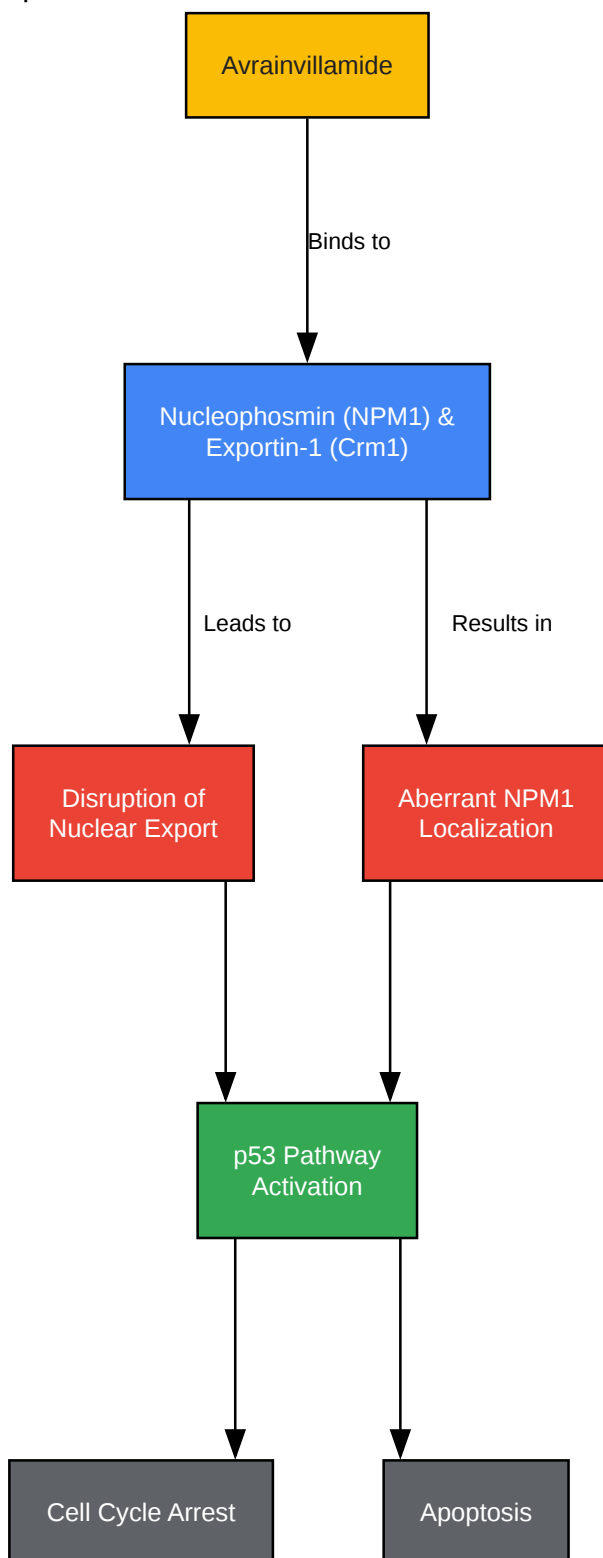 Avrainvillamide
Binds to
Nucleophosmin (NPM1) &
Exportin-1 (Crm1)
Leads to
Results in
Disruption of
Nuclear Export
Aberrant NPM1
Localization
p53 Pathway
Activation
Cell Cycle Arrest
Apoptosis